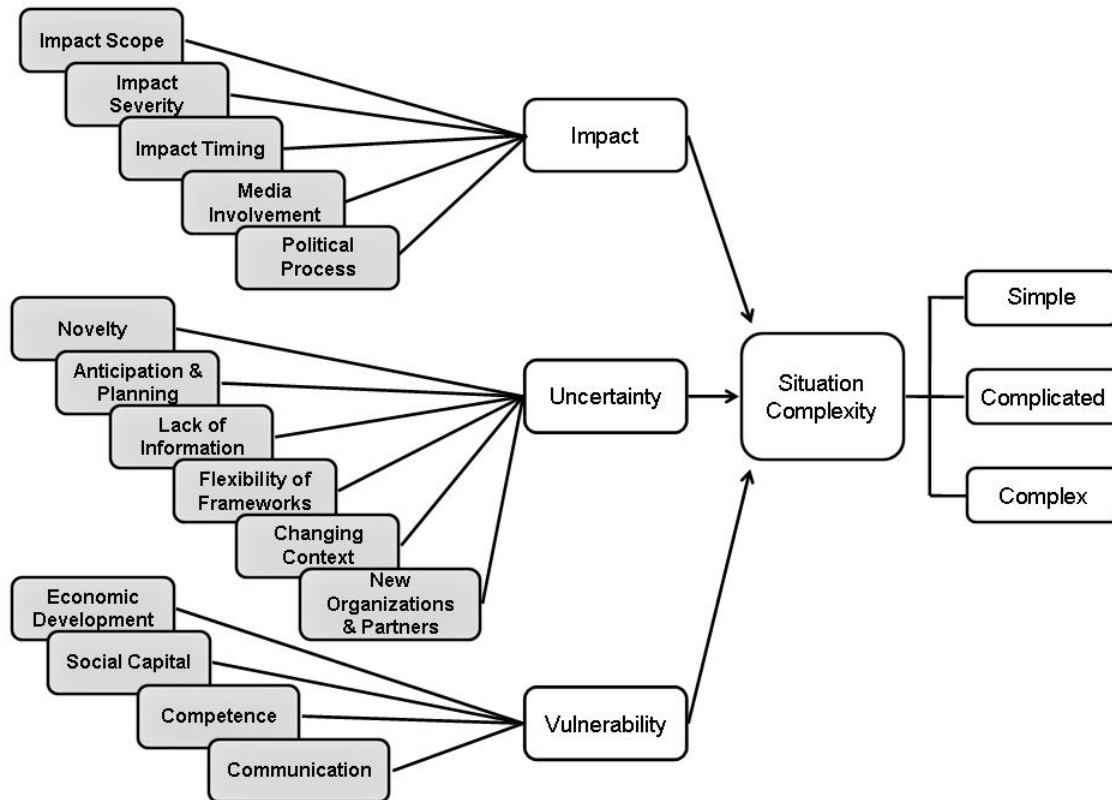 Impact Scope
Impact
Severity
Impact Timing
Media
Involvement
Political
Process
Impact
Novelty
Anticipation &
Planning
Lack of
Information
Flexibility of
Frameworks
Changing
Context
New
Organizations
& Partners
Uncertainty
Economic
Development
Social Capital
Competence
Communication
Vulnerability
Situation
Complexity
Simple
Complicated
Complex